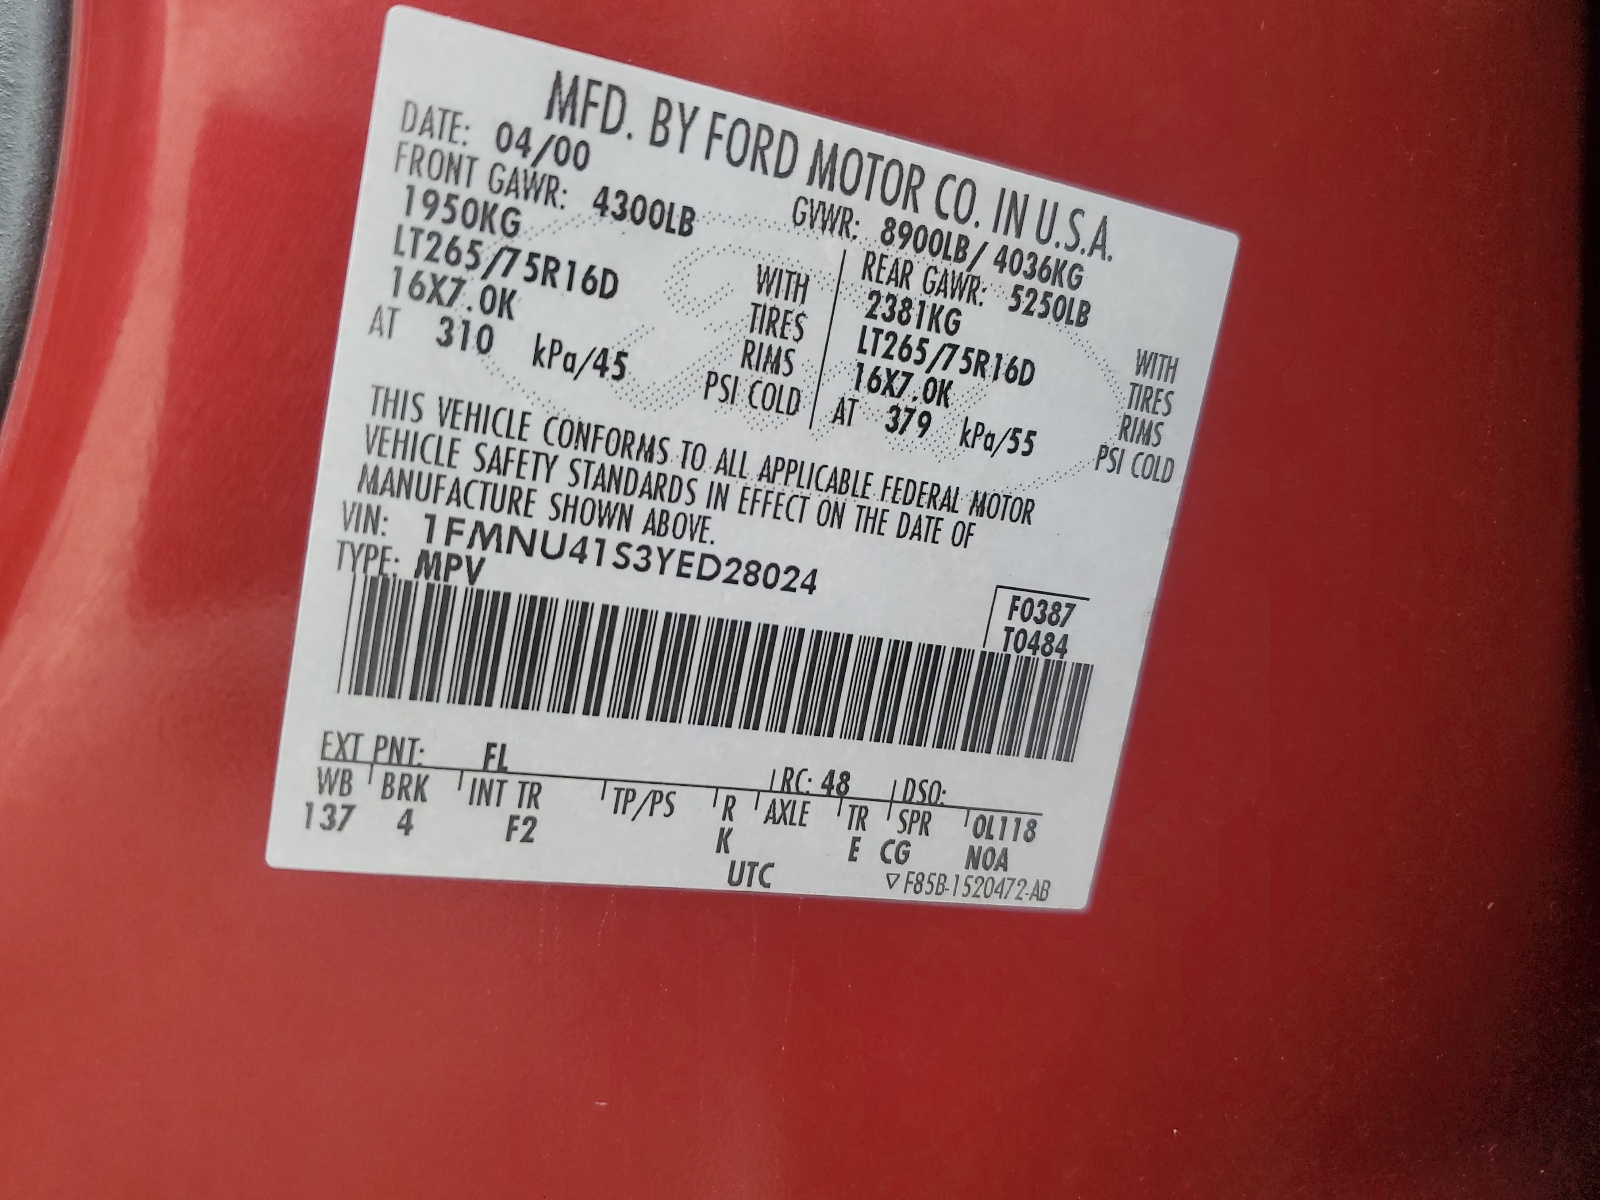 MFD. BY FORD MOTOR CO. IN U.S.A.
DATE: 04/00 GVWR: 8900LB/ 4036KG
FRONT GAWR: 4300LB REAR GAWR: 5250LB
1950KG WITH 2381KG WITH
LT265/75R16D TIRES LT265/75R16D TIRES
16X7.0K RIMS 16X7.0K RIMS
AT 310 kPa/45 PSI COLD AT 379 kPa/55 PSI COLD
THIS VEHICLE CONFORMS TO ALL APPLICABLE FEDERAL MOTOR
VEHICLE SAFETY STANDARDS IN EFFECT ON THE DATE OF
MANUFACTURE SHOWN ABOVE.
VIN: 1FMNU41S3YED28024
TYPE: MPV
F0387
T0484
EXT PNT: FL RC: 48 DSO:
WB BRK INT TR TP/PS R AXLE TR SPR OL118
137 4 F2 K E CG NOA
UTC
▽ F85B-1520472-AB